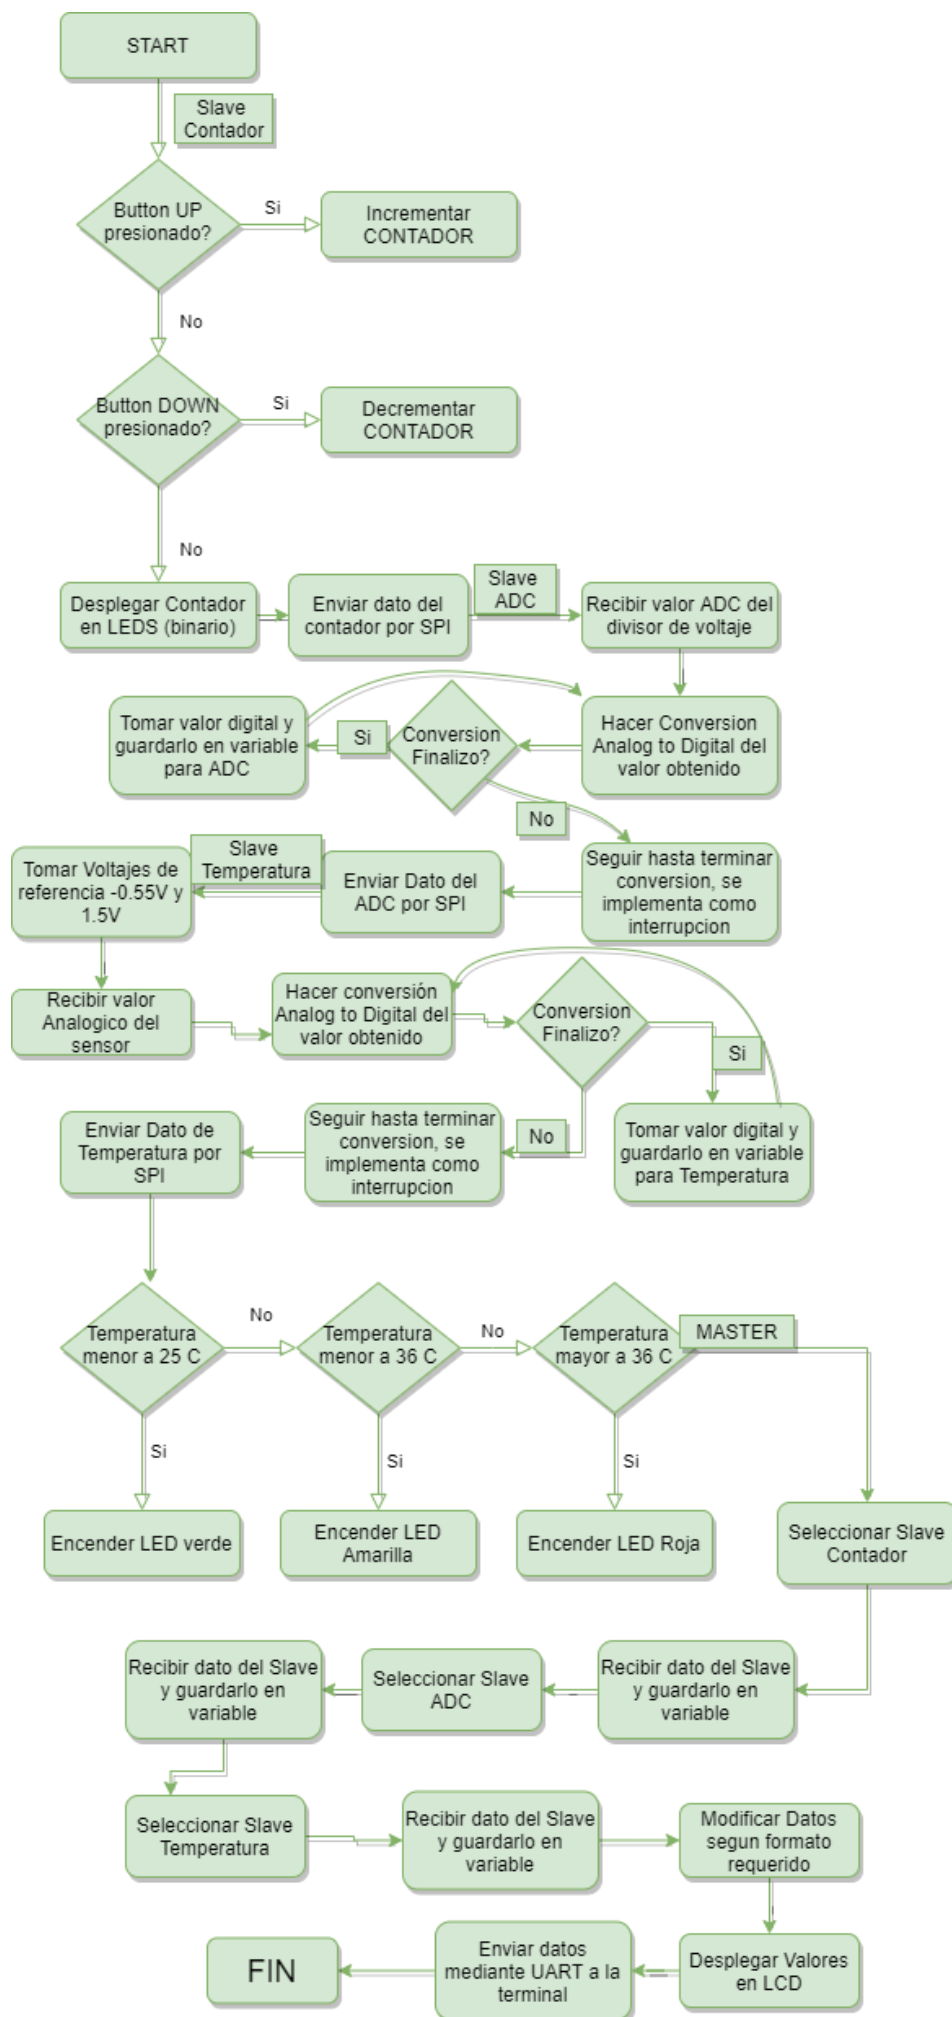 START
Slave
Contador
Button UP
presionado?
Si
Incrementar
CONTADOR
No
Button DOWN
presionado?
Si
Decrementar
CONTADOR
No
Desplegar Contador
en LEDS (binario)
Enviar dato del
contador por SPI
Slave
ADC
Recibir valor ADC del
divisor de voltaje
Tomar valor digital y
guardarlo en variable
para ADC
Si
Conversion
Finalizo?
Hacer Conversion
Analog to Digital del
valor obtenido
No
Tomar Voltajes de
referencia -0.55V y
1.5V
Slave
Temperatura
Enviar Dato del
ADC por SPI
Seguir hasta terminar
conversion, se
implementa como
interrupcion
Recibir valor
Analogico del
sensor
Hacer conversión
Analog to Digital del
valor obtenido
Conversion
Finalizo?
Si
Enviar Dato de
Temperatura por
SPI
Seguir hasta terminar
conversion, se
implementa como
interrupcion
No
Tomar valor digital y
guardarlo en variable
para Temperatura
Temperatura
menor a 25 C
No
Temperatura
menor a 36 C
No
Temperatura
mayor a 36 C
MASTER
Si
Si
Si
Encender LED verde
Encender LED
Amarilla
Encender LED Roja
Seleccionar Slave
Contador
Recibir dato del Slave
y guardarlo en
variable
Seleccionar Slave
ADC
Recibir dato del Slave
y guardarlo en
variable
Seleccionar Slave
Temperatura
Recibir dato del Slave
y guardarlo en
variable
Modificar Datos
segun formato
requerido
FIN
Enviar datos
mediante UART a la
terminal
Desplegar Valores
en LCD